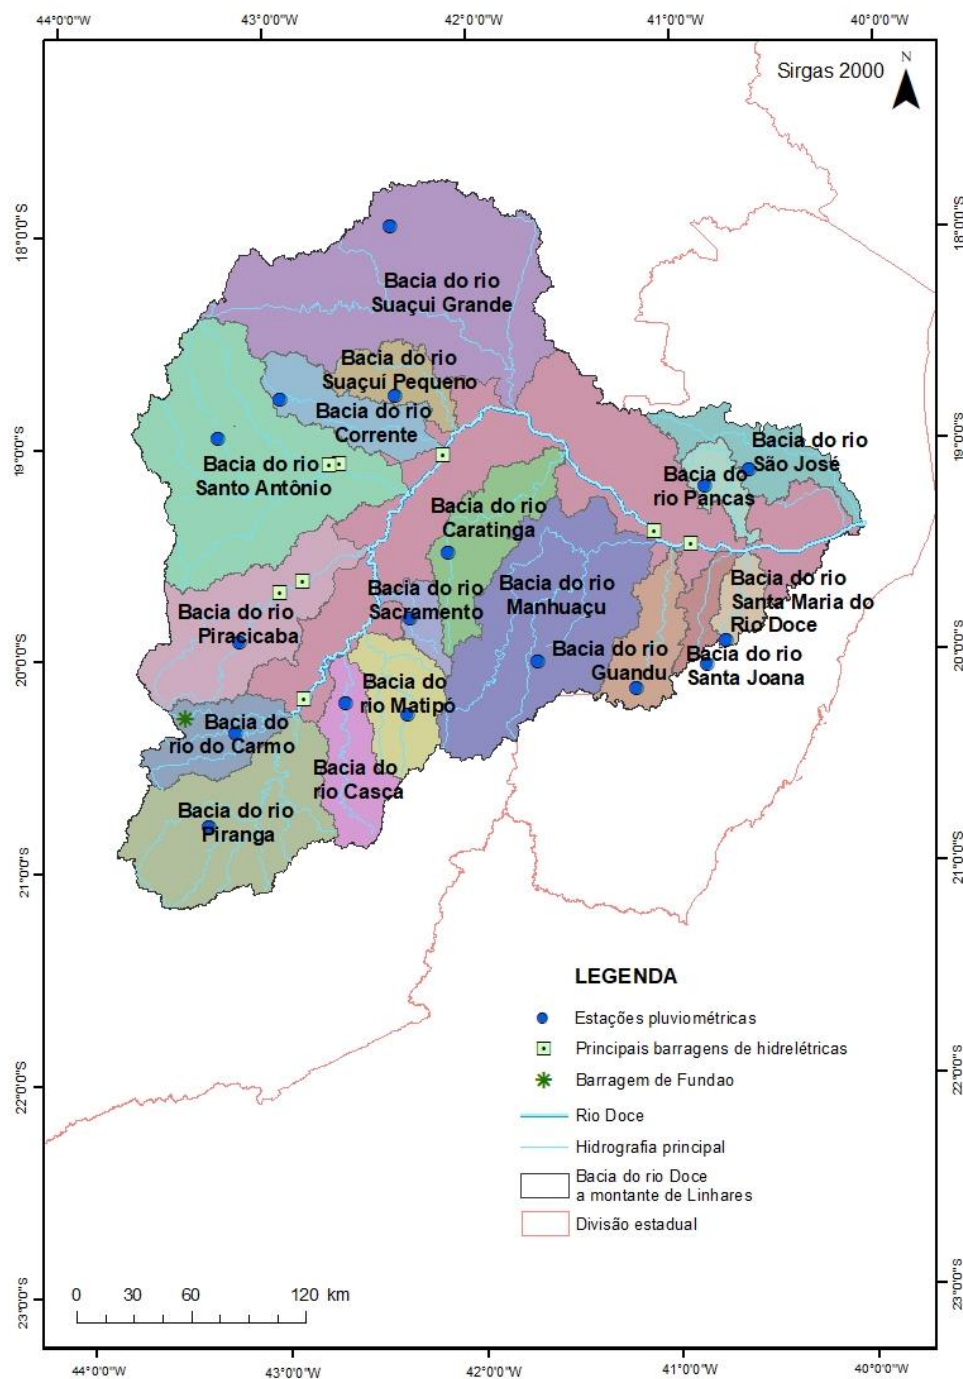 44°0'0"W 43°0'0"W 42°0'0"W 41°0'0"W 40°0'0"W
Sirgas 2000
N
18°0'0"S
18°0'0"S
Bacia do rio
Suaçui Grande
Bacia do rio
Suaçuí Pequeno
Bacia do rio
Corrente
19°0'0"S
19°0'0"S
Bacia do rio
São José
Bacia do rio
Santo Antônio
Bacia do
rio Pancas
Bacia do rio
Caratinga
Bacia do rio
Sacramento
Bacia do rio
Manhuaçu
Bacia do rio
Santa Maria do
Rio Doce
Bacia do rio
Piracicaba
20°0'0"S
20°0'0"S
Bacia do rio
Guandu
Bacia do rio
Santa Joana
Bacia do
rio Matipó
Bacia do
rio do Carmo
Bacia do
rio Casca
Bacia do rio
Piranga
21°0'0"S
21°0'0"S
LEGENDA
Estações pluviométricas
Principais barragens de hidrelétricas
Barragem de Fundao
Rio Doce
Hidrografia principal
Bacia do rio Doce
a montante de Linhares
Divisão estadual
22°0'0"S
22°0'0"S
23°0'0"S
23°0'0"S
0 30 60 120 km
44°0'0"W 43°0'0"W 42°0'0"W 41°0'0"W 40°0'0"W